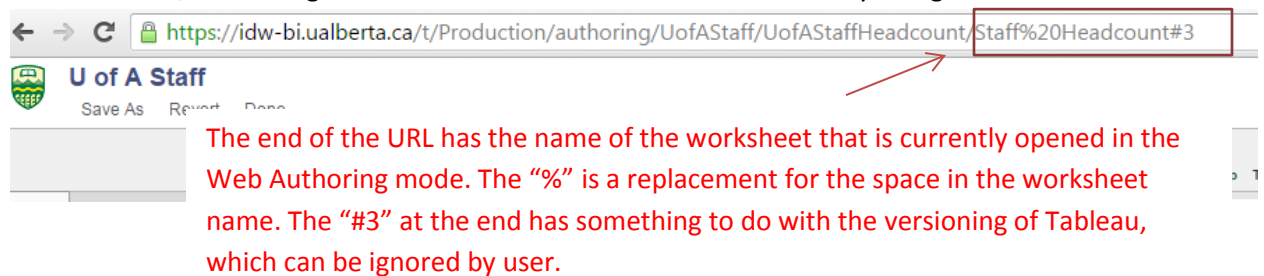 https://idw-bi.ualberta.ca/t/Production/authoring/UofAStaff/UofAStaffHeadcount/Staff%20Headcount#3
U of A Staff
Save As Revert Done
The end of the URL has the name of the worksheet that is currently opened in the
Web Authoring mode. The “%” is a replacement for the space in the worksheet
name. The “#3” at the end has something to do with the versioning of Tableau,
which can be ignored by user.